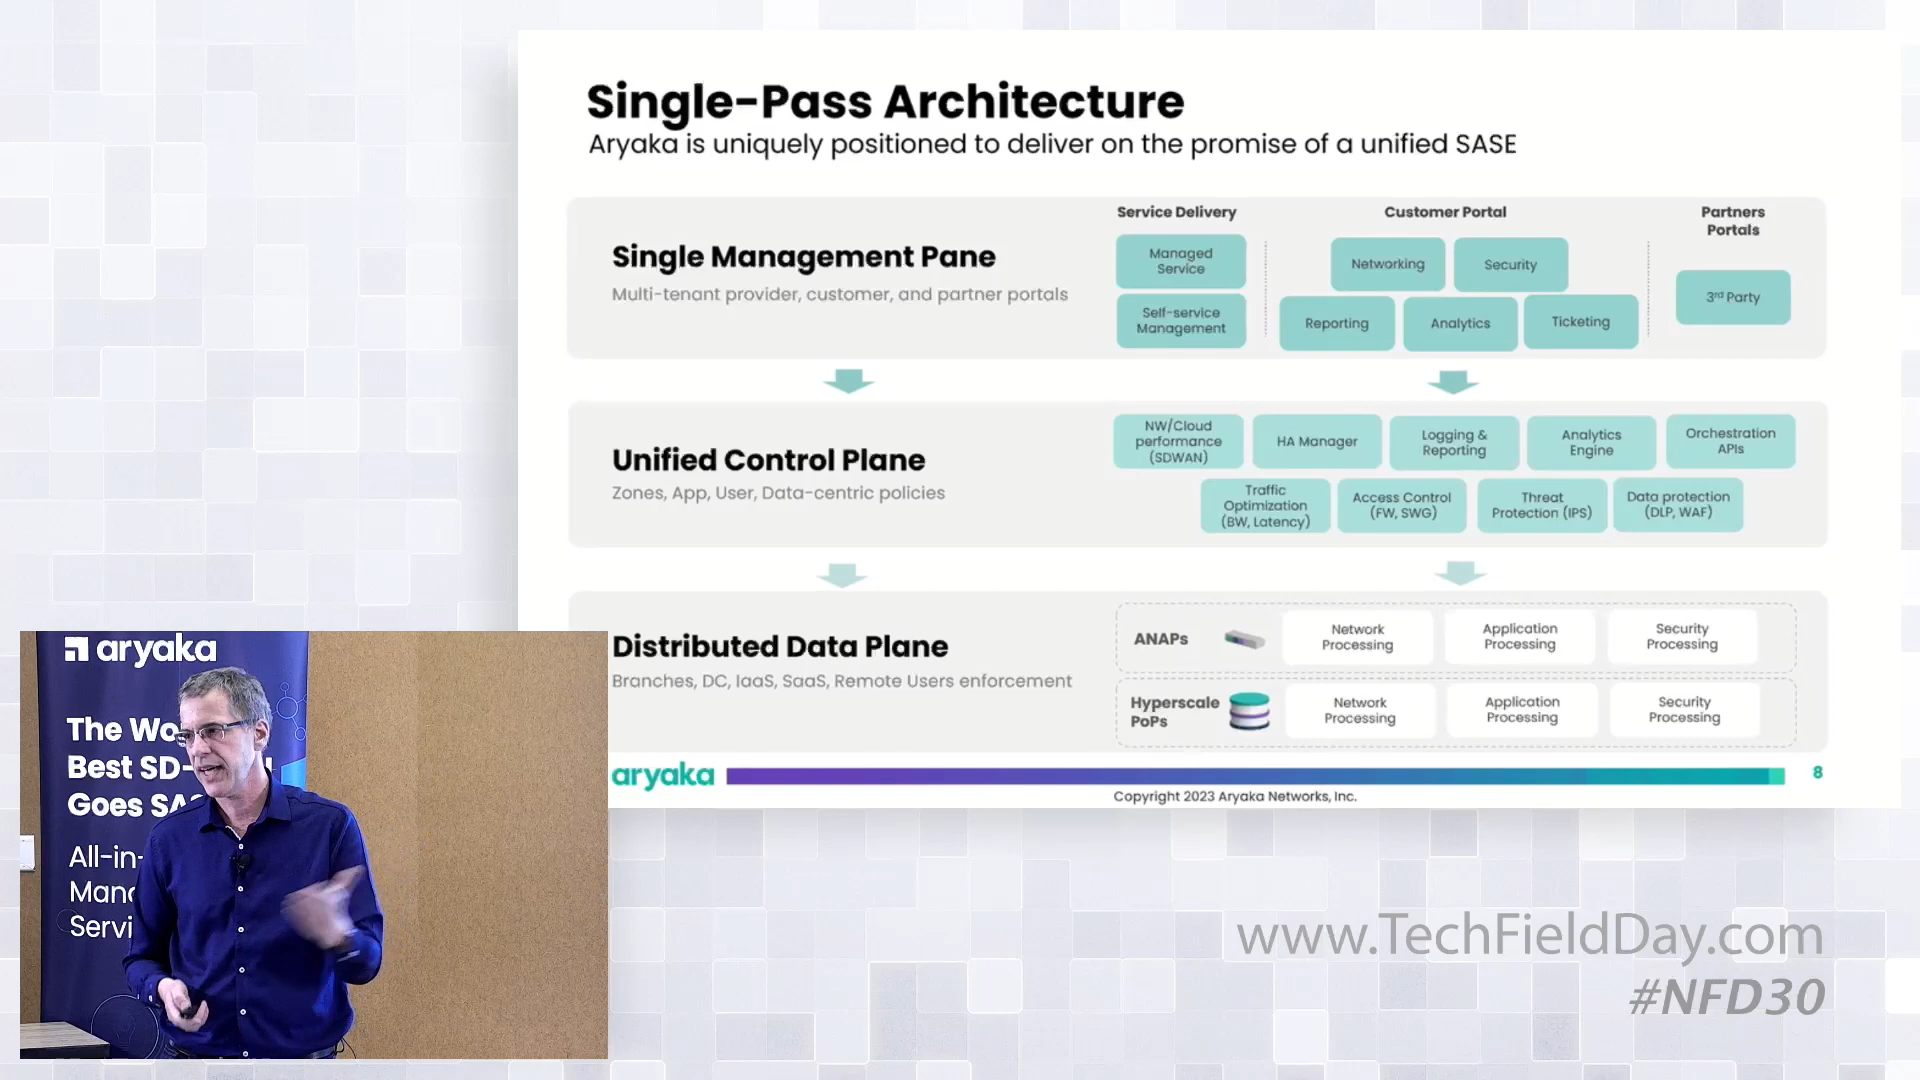 Single-Pass Architecture
Aryaka is uniquely positioned to deliver on the promise of a unified SASE
Single Management Pane
Multi-tenant provider, customer, and partner portals
Service Delivery
Managed
Service
Self-service
Management
Customer Portal
Networking
Security
Reporting
Analytics
Ticketing
Partners
Portals
3rd Party
Unified Control Plane
Zones, App, User, Data-centric policies
NW/Cloud
performance
(SDWAN)
HA Manager
Logging &
Reporting
Analytics
Engine
Orchestration
APIs
Traffic
Optimization
(BW, Latency)
Access Control
(FW, SWG)
Threat
Protection (IPS)
Data protection
(DLP, WAF)
Distributed Data Plane
Branches, DC, IaaS, SaaS, Remote Users enforcement
ANAPs
Network
Processing
Application
Processing
Security
Processing
Hyperscale
PoPs
Network
Processing
Application
Processing
Security
Processing
aryaka
8
Copyright 2023 Aryaka Networks, Inc.
aryaka
The
Best SD-
Goes
All-in-
www.TechFieldDay.com
#NFD30